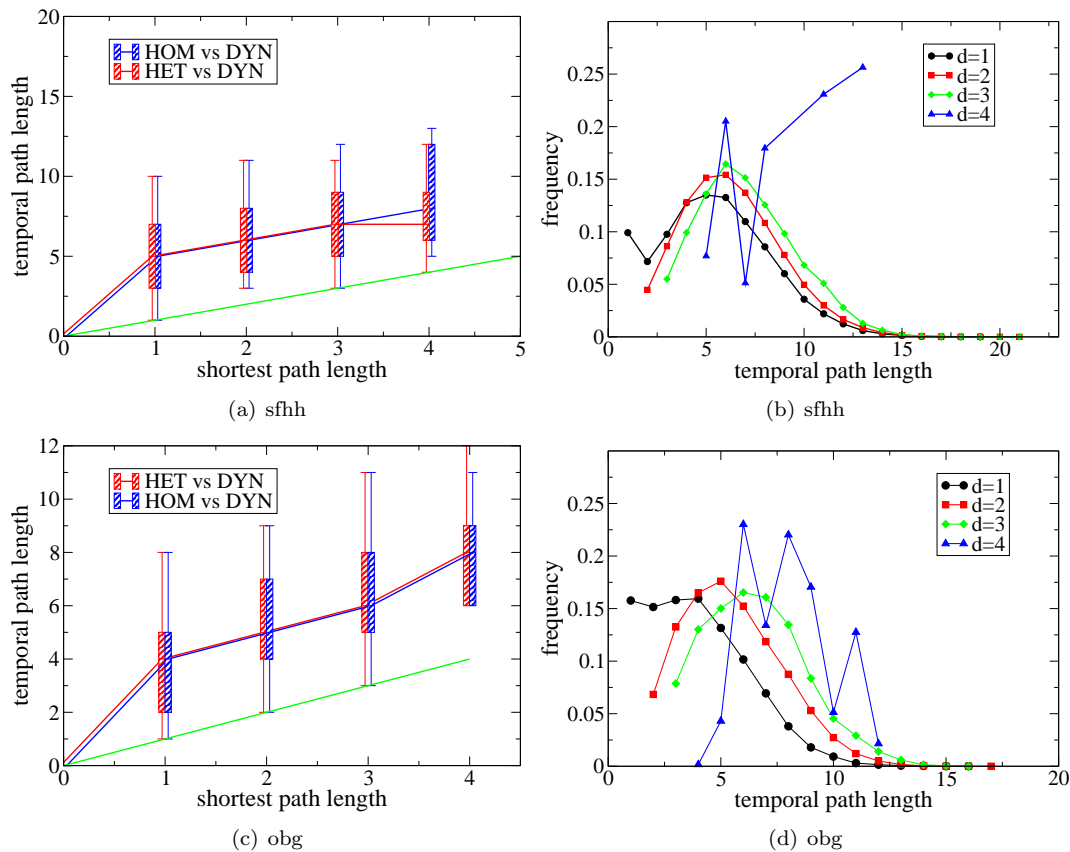 20
15
10
5
0
temporal path length
HOM vs DYN
HET vs DYN
0 1 2 3 4 5
shortest path length
(a) sfhh
0.25
0.2
0.15
0.1
0.05
0
frequency
d=1
d=2
d=3
d=4
0 5 10 15 20
temporal path length
(b) sfhh
12
10
8
6
4
2
0
temporal path length
HET vs DYN
HOM vs DYN
0 1 2 3 4
shortest path length
(c) obg
0.25
0.2
0.15
0.1
0.05
0
frequency
d=1
d=2
d=3
d=4
0 5 10 15 20
temporal path length
(d) obg